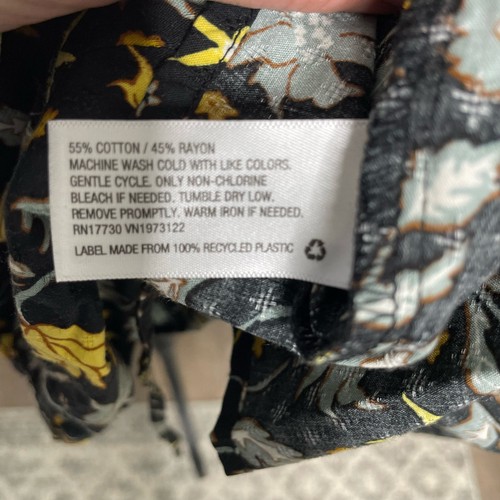 55% COTTON / 45% RAYON
MACHINE WASH COLD WITH LIKE COLORS.
GENTLE CYCLE. ONLY NON-CHLORINE
BLEACH IF NEEDED. TUMBLE DRY LOW.
REMOVE PROMPTLY. WARM IRON IF NEEDED.
RN17730 VN1973122
LABEL MADE FROM 100% RECYCLED PLASTIC